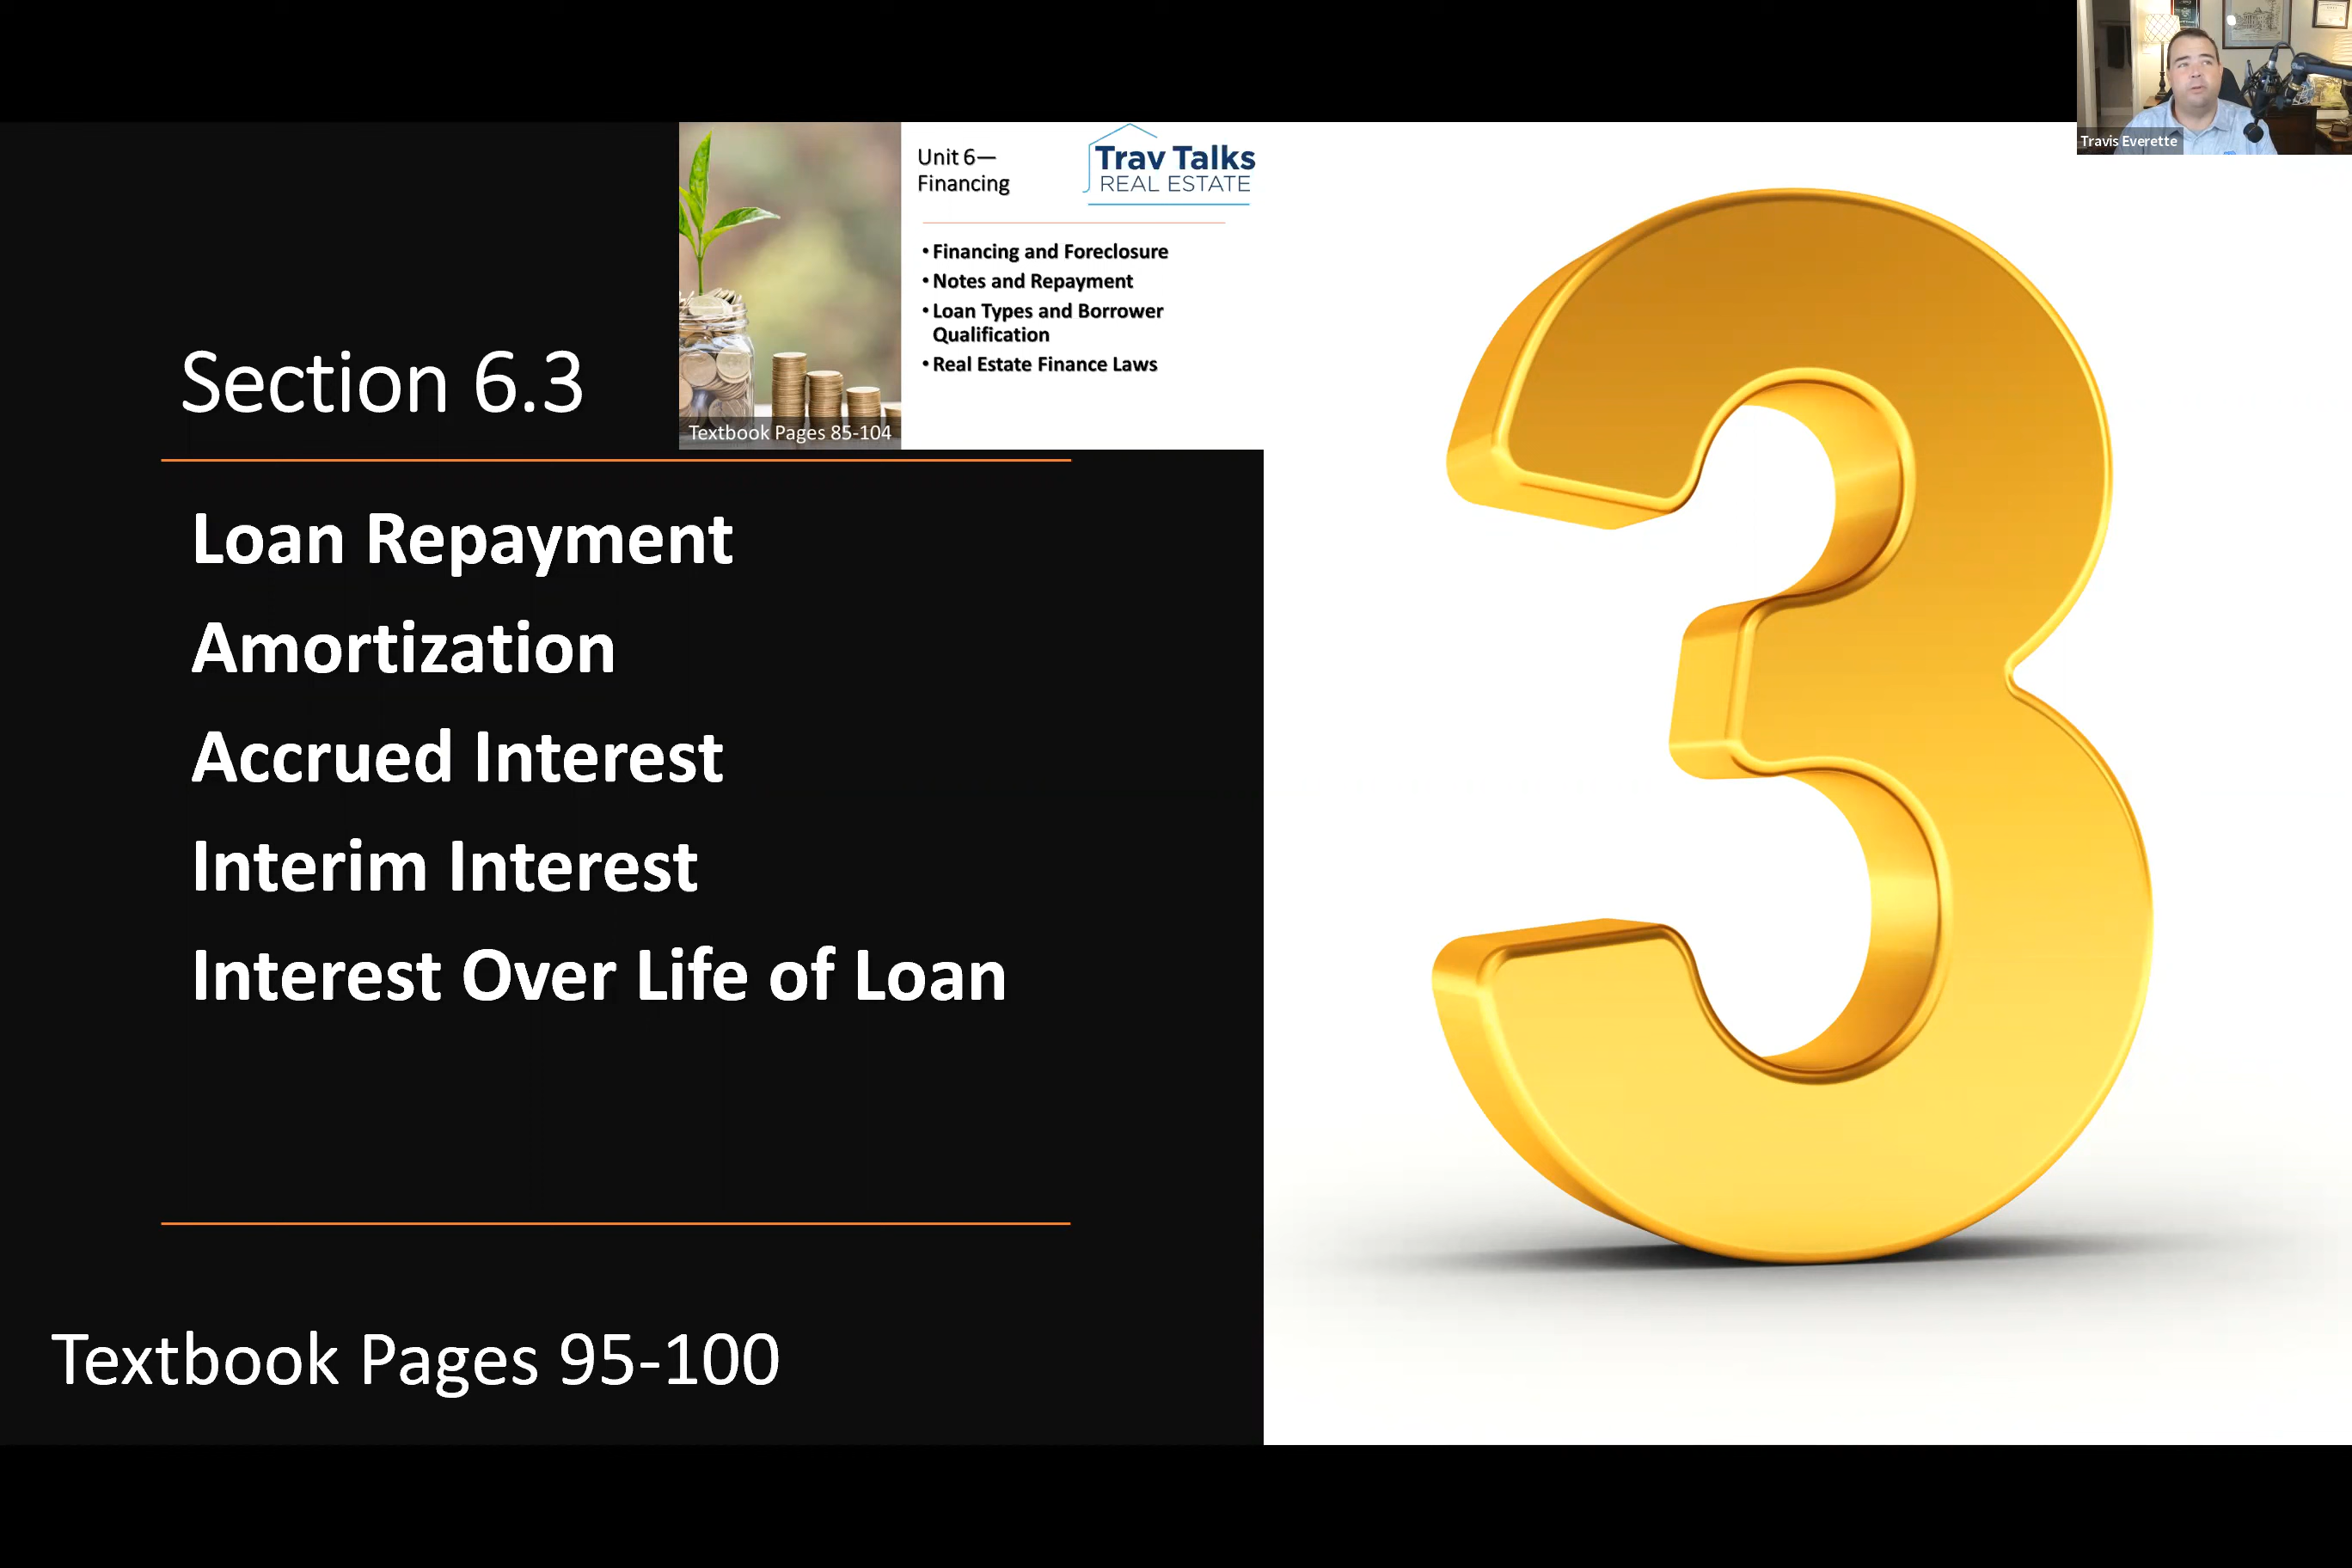 Travis Everette
Unit 6—
Financing
Trav Talks
REAL ESTATE
• Financing and Foreclosure
• Notes and Repayment
• Loan Types and Borrower
Qualification
• Real Estate Finance Laws
Textbook Pages 85-104
Section 6.3
Loan Repayment
Amortization
Accrued Interest
Interim Interest
Interest Over Life of Loan
Textbook Pages 95-100
3